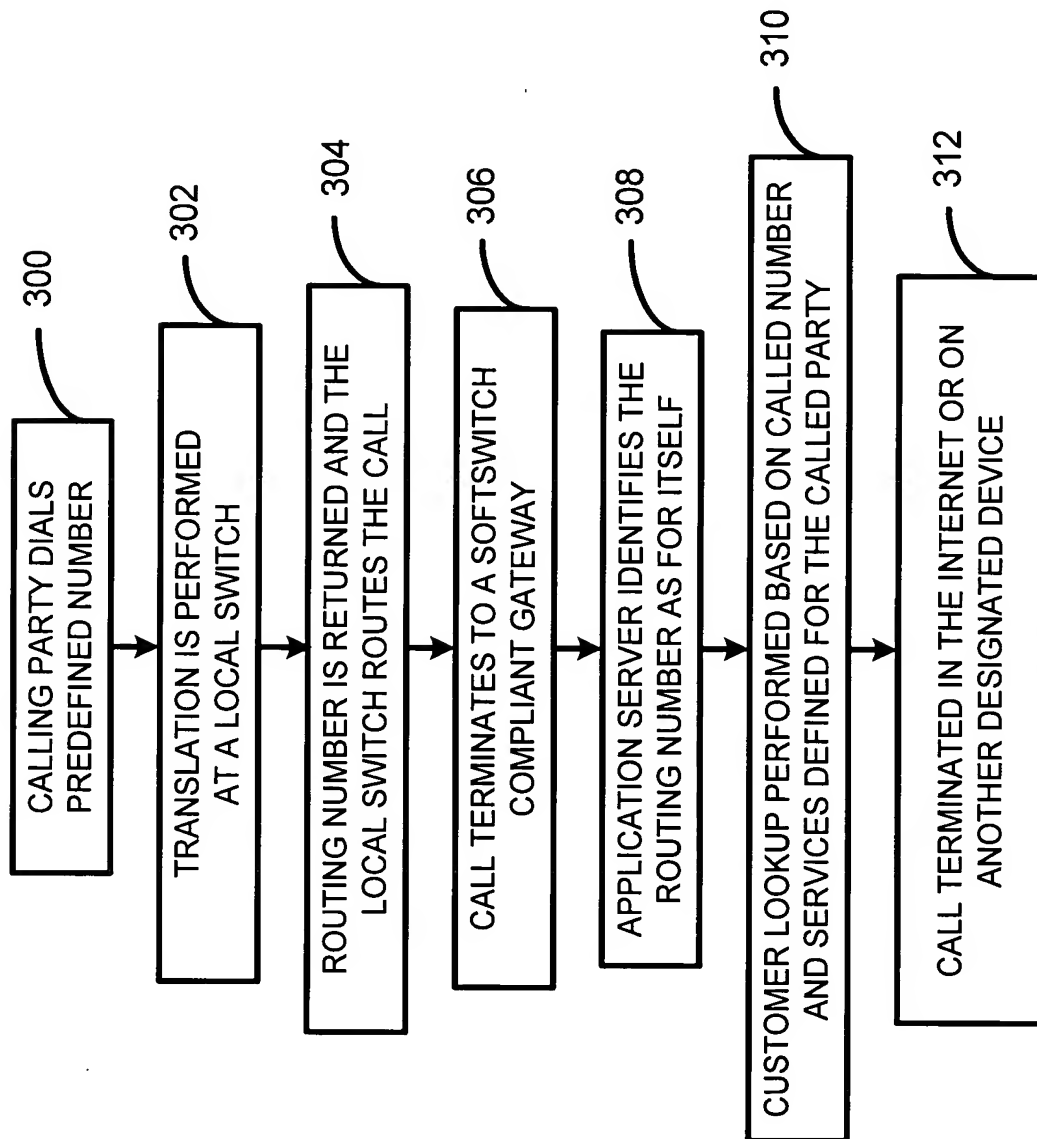 CALLING PARTY DIALS
PREDEFINED NUMBER
300
TRANSLATION IS PERFORMED
AT A LOCAL SWITCH
302
ROUTING NUMBER IS RETURNED AND THE
LOCAL SWITCH ROUTES THE CALL
304
CALL TERMINATES TO A SOFTSWITCH
COMPLIANT GATEWAY
306
APPLICATION SERVER IDENTIFIES THE
ROUTING NUMBER AS FOR ITSELF
308
CUSTOMER LOOKUP PERFORMED BASED ON CALLED NUMBER
AND SERVICES DEFINED FOR THE CALLED PARTY
310
CALL TERMINATED IN THE INTERNET OR ON
ANOTHER DESIGNATED DEVICE
312